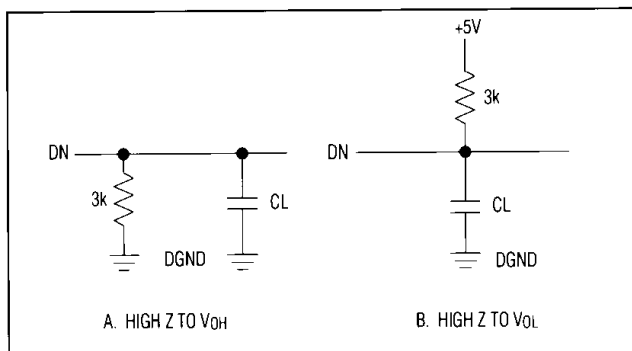 DN
3k
CL
DGND
A. HIGH Z TO VOH
+5V
3k
DN
CL
DGND
B. HIGH Z TO VOL